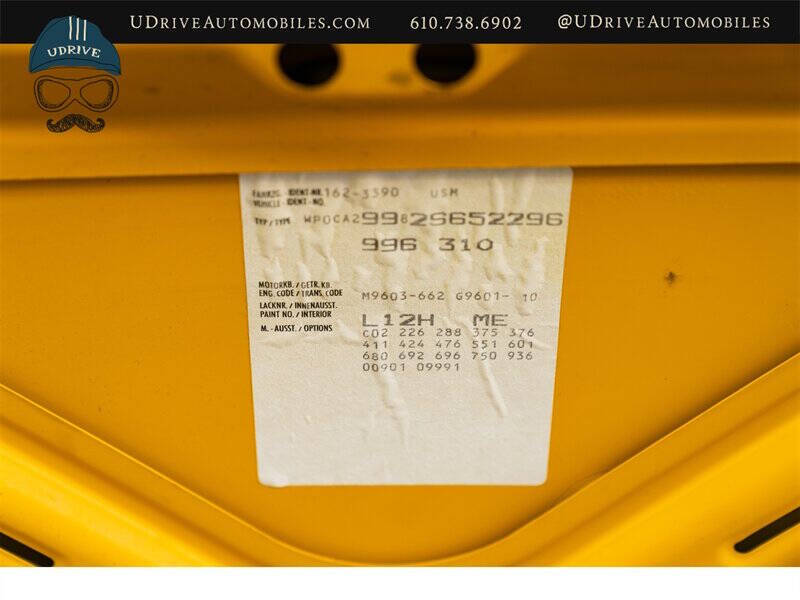 UDriveAutomobiles.com 610.738.6902 @UDriveAutomobiles
UDRIVE
FAHRZG.-IDENT-NR. 162-3390 USM
VEHICLE-IDENT-NO.
TYP/TYPE WP0CA29982S652296
996 310
MOTORKB./GETR.KB.
ENG.CODE/TRANS.CODE M9603-662 G9601- 10
LACKNR./INNENAUSST.
PAINT NO./INTERIOR L12H ME
M.-AUSST./OPTIONS C02 226 288 375 376
411 424 476 551 601
680 692 696 750 936
00901 09991